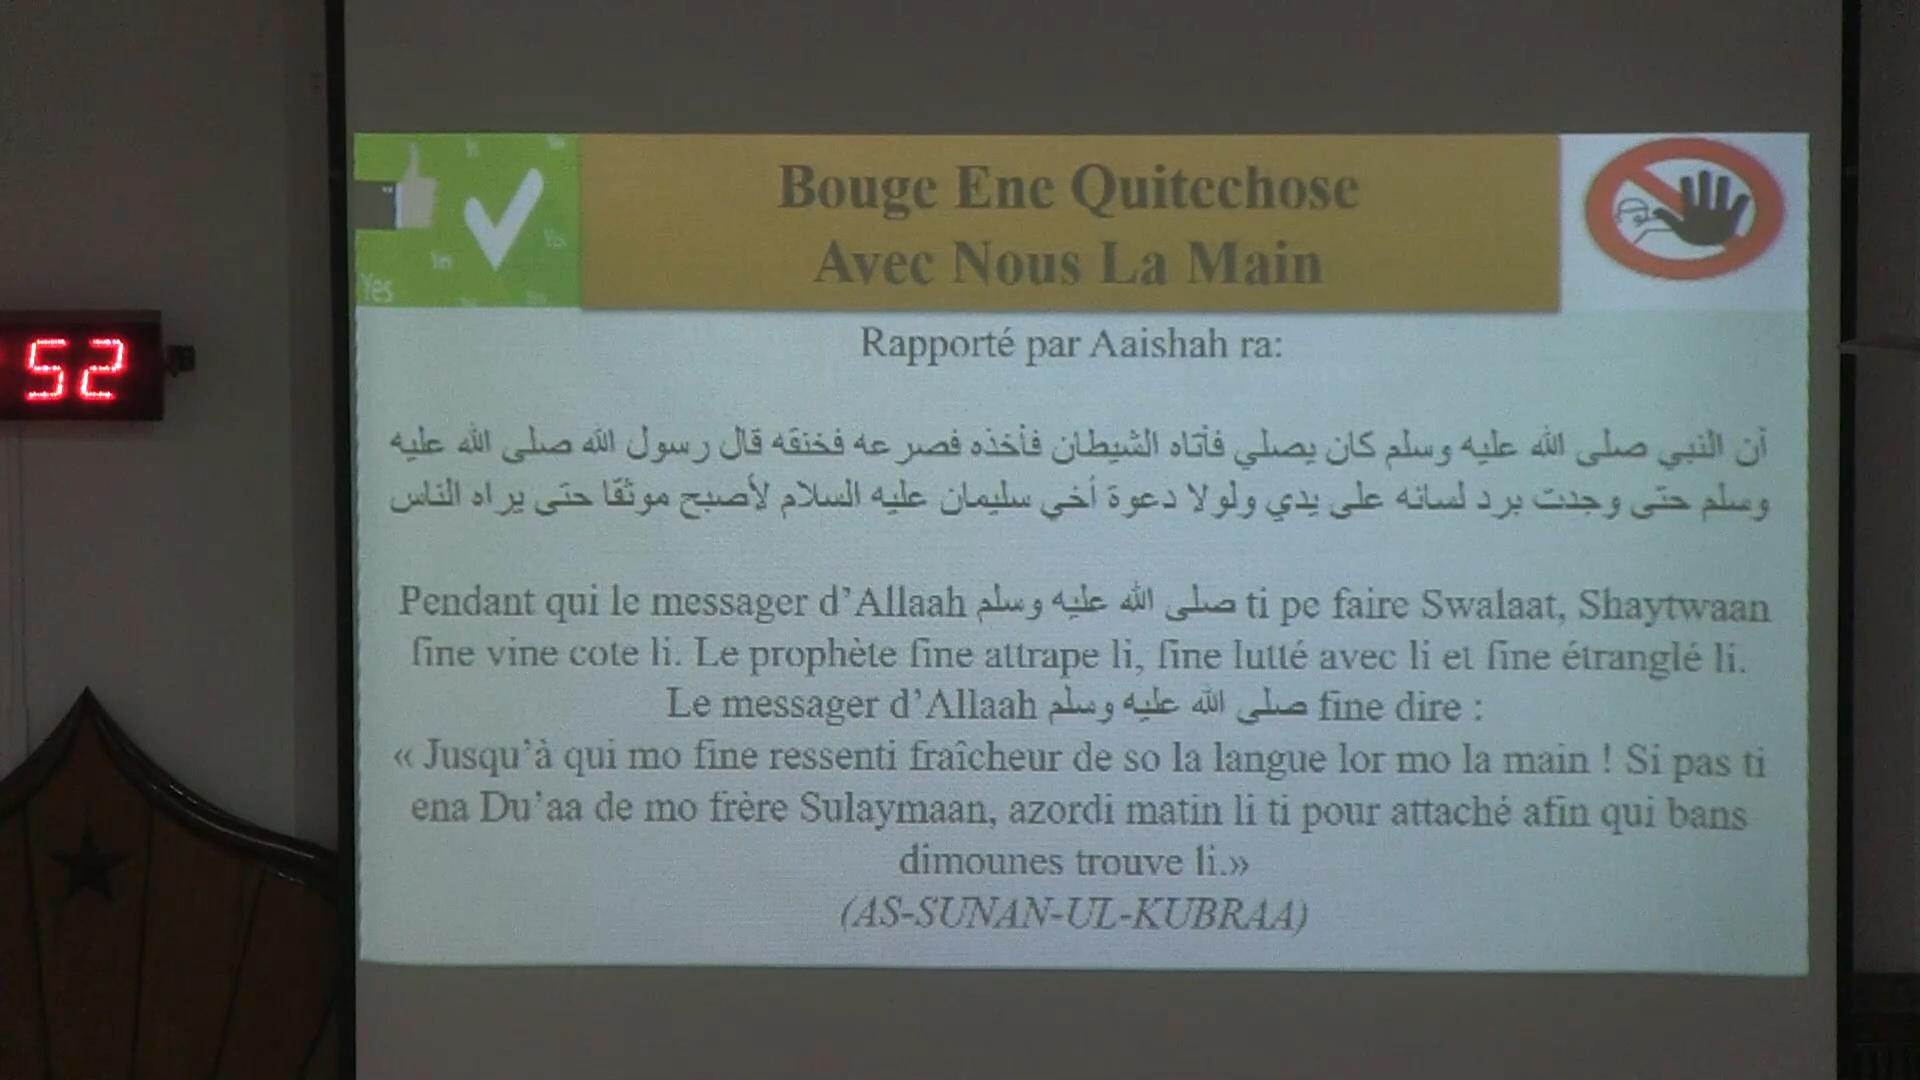 52
Yes
Yes
Bouge Ene Quitechose
Avec Nous La Main
Rapporté par Aaishah ra:
أن النبي صلى الله عليه وسلم كان يصلي فأتاه الشيطان فأخذه فصرعه فخنقه قال رسول الله صلى الله عليه
وسلم حتى وجدت برد لسانه على يدي ولولا دعوة أخي سليمان عليه السلام لأصبح موثقا حتى يراه الناس
Pendant qui le messager d’Allaah صلى الله عليه وسلم ti pe faire Swalaat, Shaytwaan
fine vine cote li. Le prophète fine attrape li, fine lutté avec li et fine étranglé li.
Le messager d’Allaah صلى الله عليه وسلم fine dire :
« Jusqu’à qui mo fine ressenti fraîcheur de so la langue lor mo la main ! Si pas ti
ena Du’aa de mo frère Sulaymaan, azordi matin li ti pour attaché afin qui bans
dimounes trouve li.»
(AS-SUNAN-UL-KUBRAA)